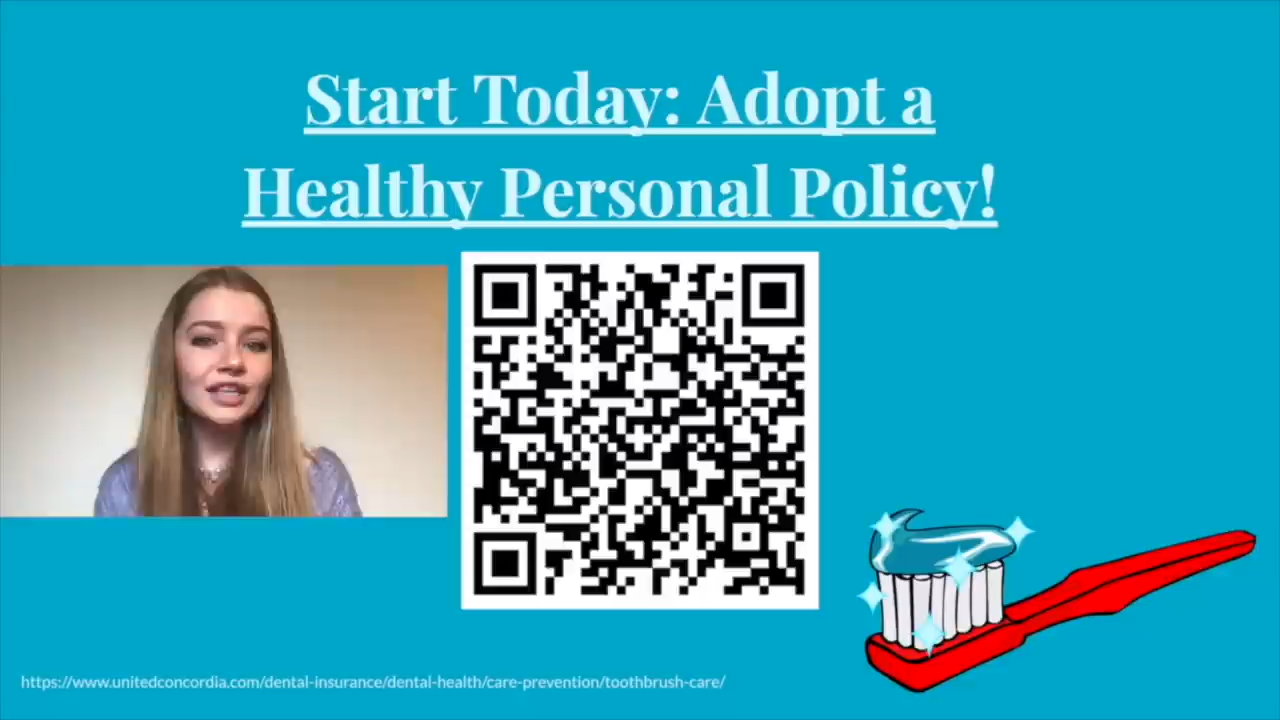 Start Today: Adopt a
Healthy Personal Policy!
https://www.unitedconcordia.com/dental-insurance/dental-health/care-prevention/toothbrush-care/